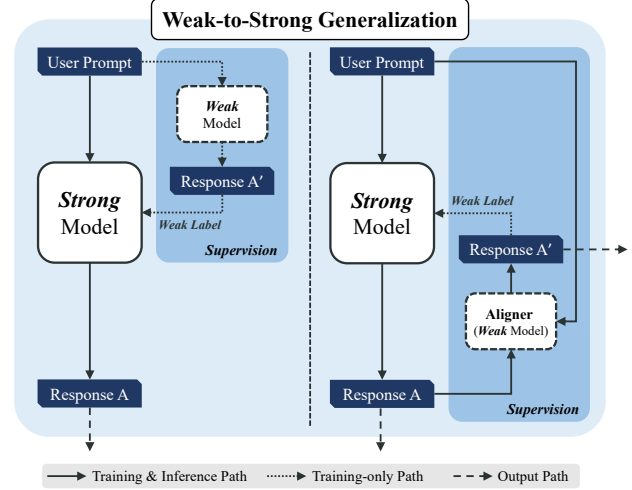 Weak-to-Strong Generalization
User Prompt
Weak
Model
Response A'
Strong
Model
Weak Label
Supervision
Response A
User Prompt
Strong
Model
Weak Label
Response A'
Aligner
(Weak Model)
Response A
Supervision
Training & Inference Path
Training-only Path
Output Path